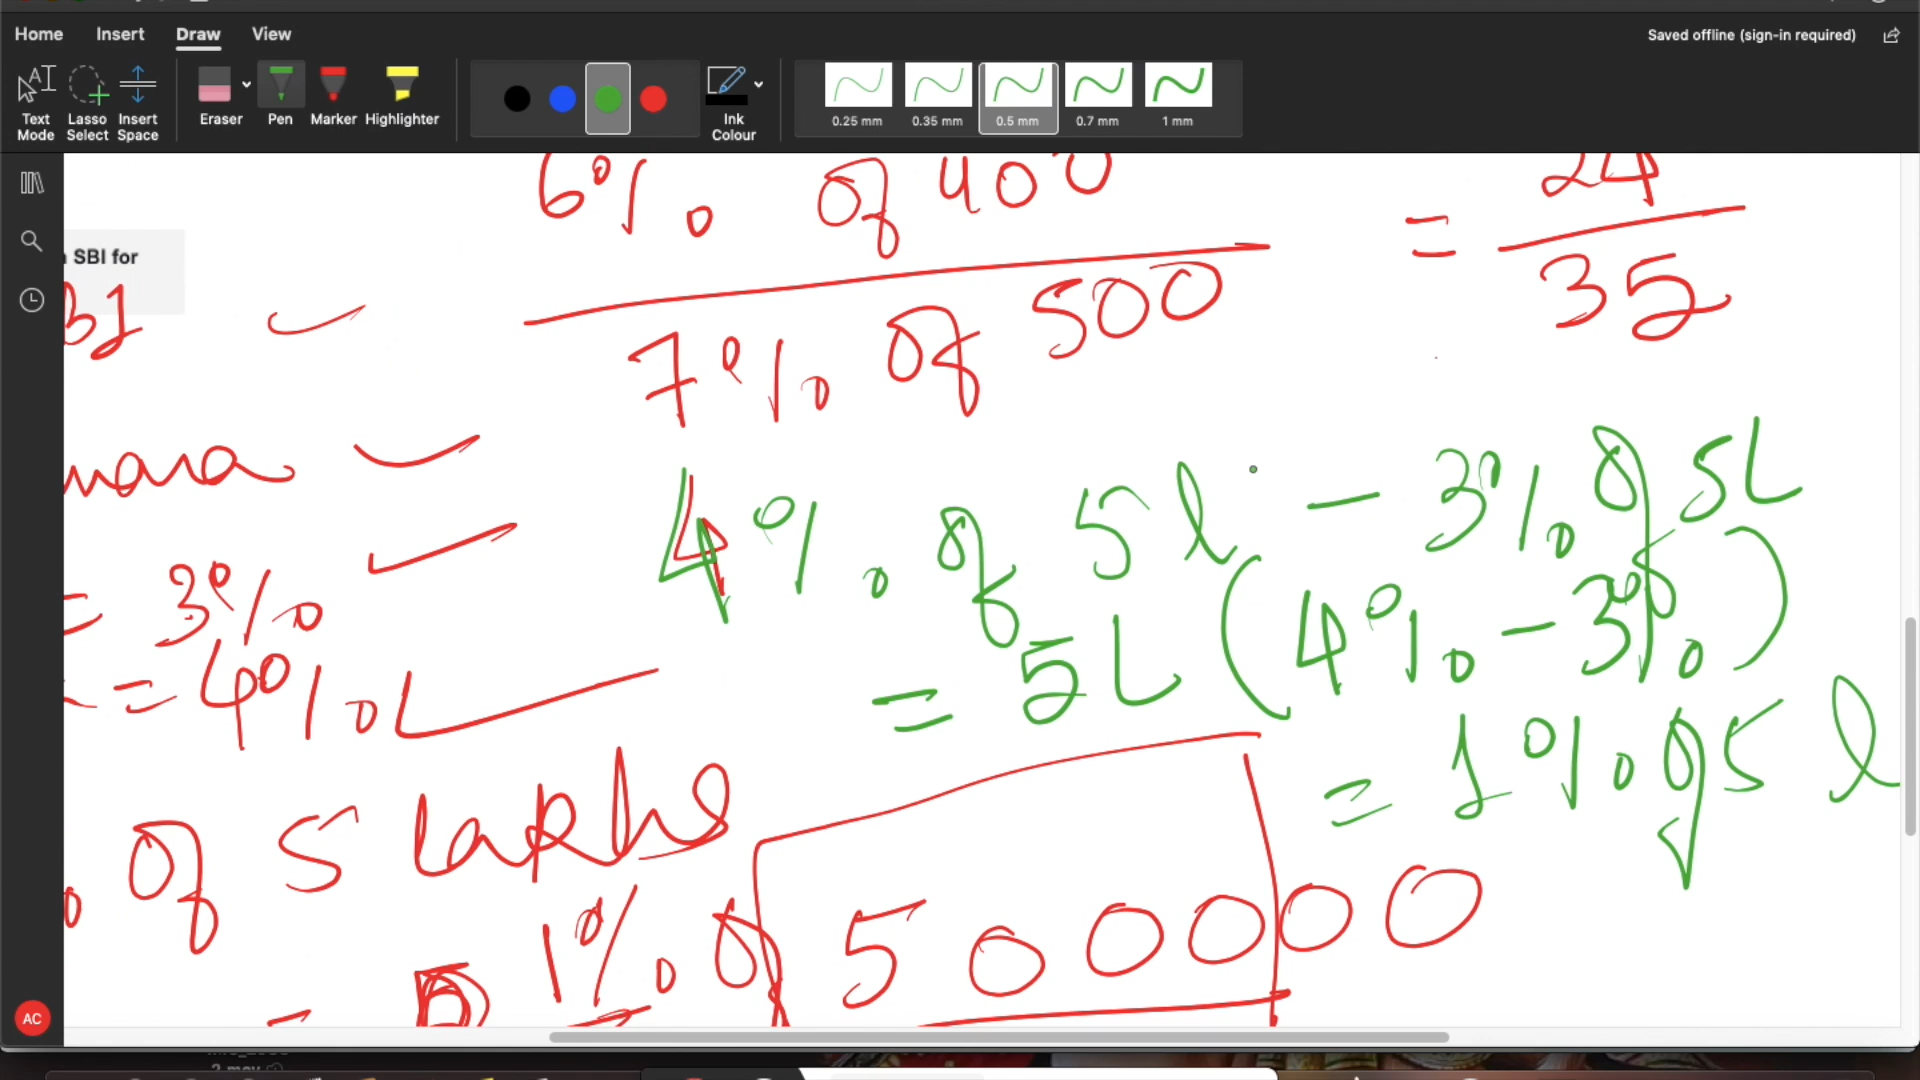 Home Insert Draw View Saved offline (sign-in required)
Text Mode Lasso Select Insert Space Eraser Pen Marker Highlighter Ink Colour 0.25 mm 0.35 mm 0.5 mm 0.7 mm 1 mm
6% of 400 = 24
SBI for
7% of 500 35
4% of 5l - 3% of 5L
= 3%
= 5L (4% - 3%)
= 4%
= 1% of 5 l
of 5 lakhs
1% of 500000
AC